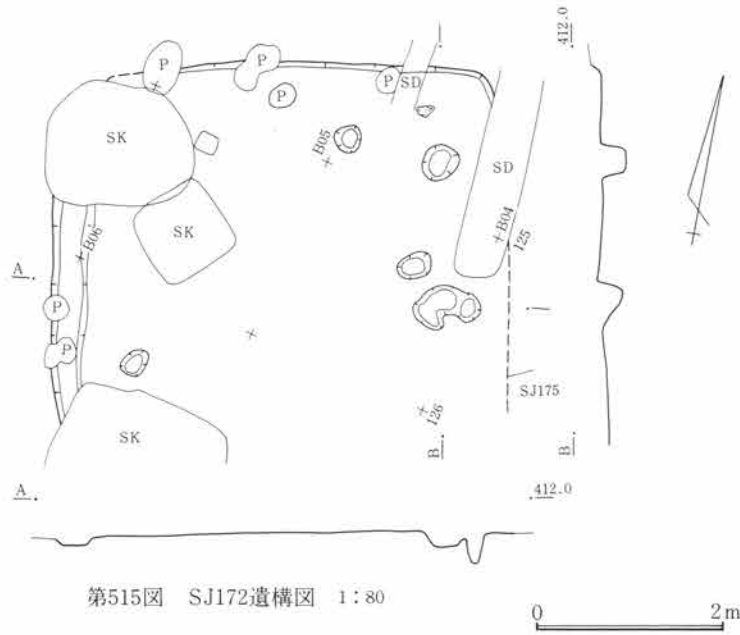 412.0
P
P
P
SD
P
SK
B05
SD
SK
B04
125
B06
A
P
P
SJ175
126
SK
B
B
A
412.0
第515図 SJ172遺構図 1:80
0 2m